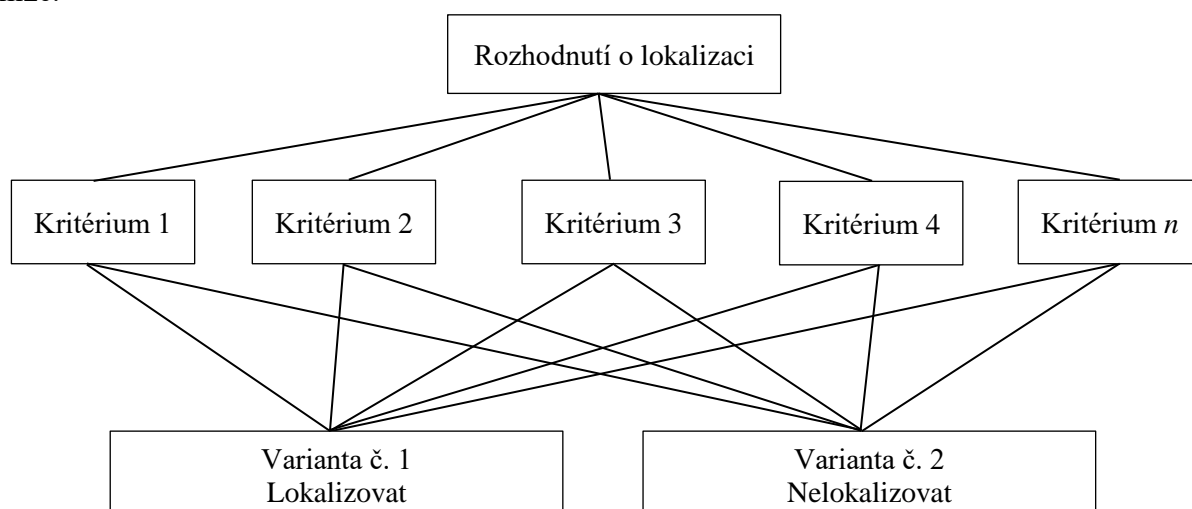 Rozhodnutí o lokalizaci
Kritérium 1
Kritérium 2
Kritérium 3
Kritérium 4
Kritérium n
Varianta č. 1
Lokalizovat
Varianta č. 2
Nelokalizovat